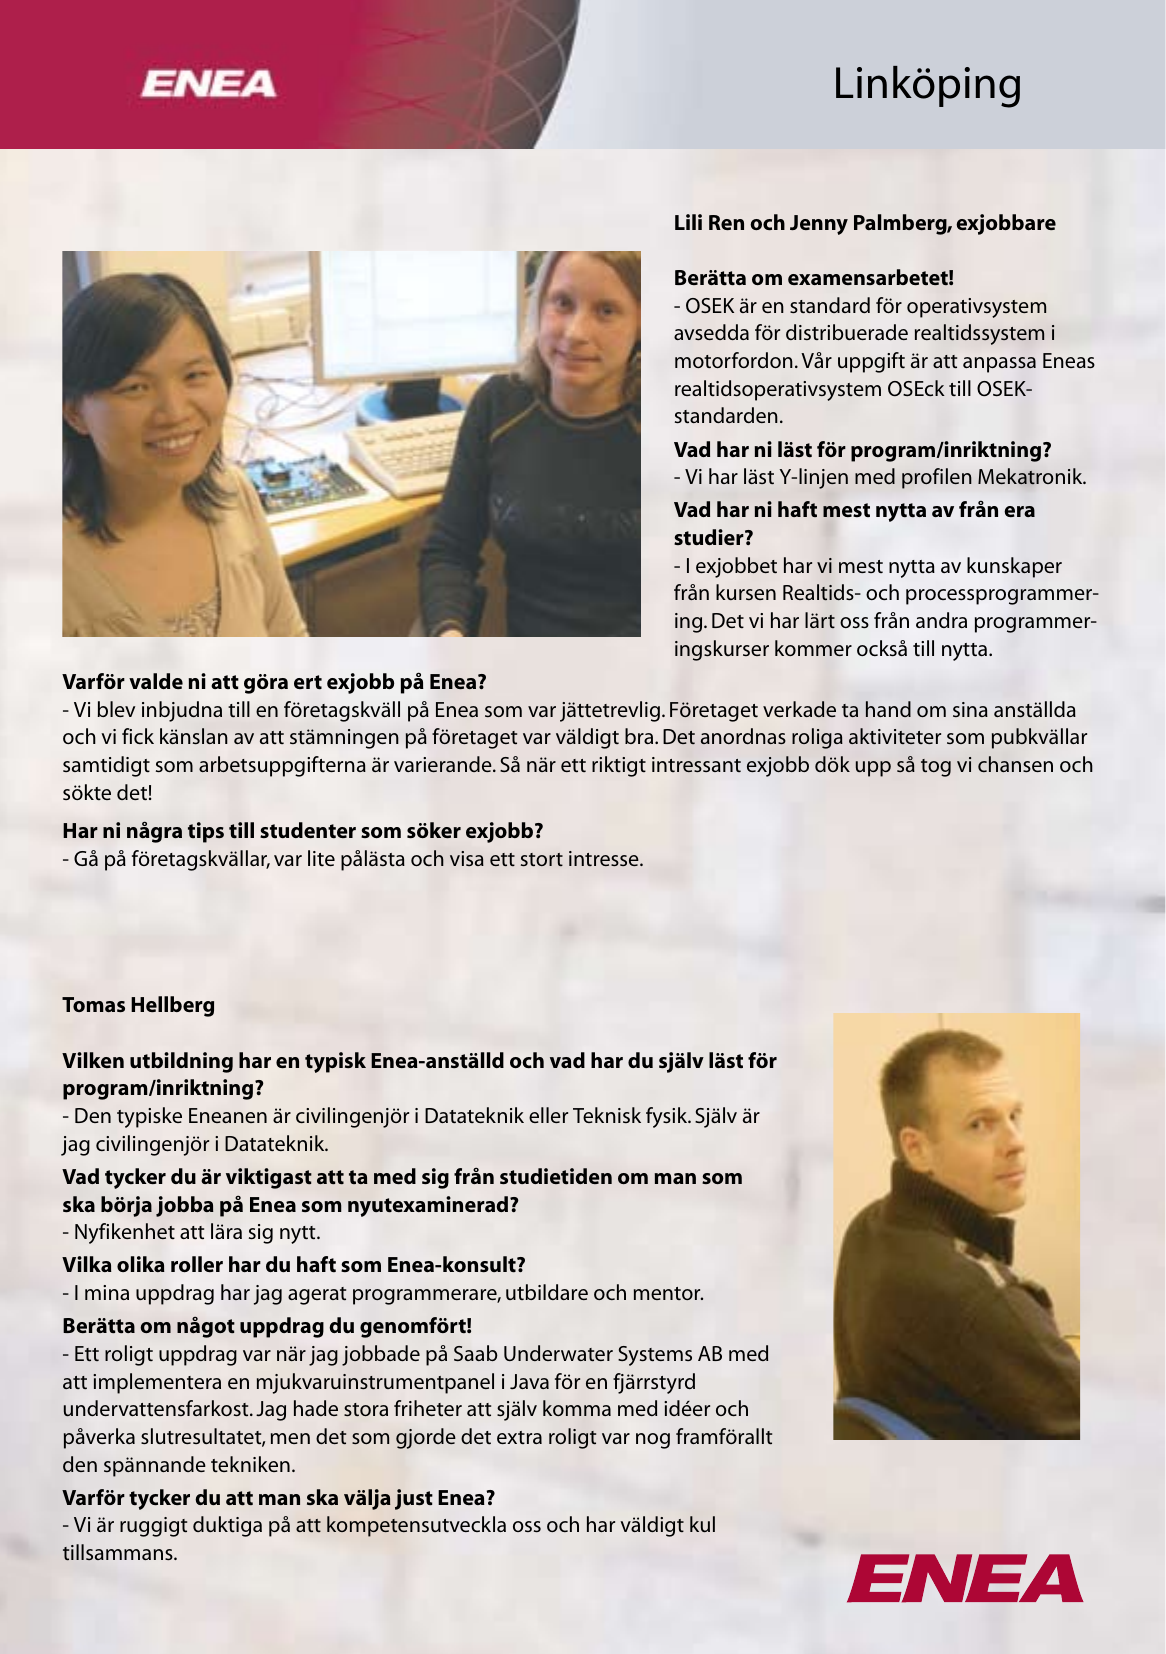 ENEA
Linköping
Lili Ren och Jenny Palmberg, exjobbare
Berätta om examensarbetet!
- OSEK är en standard för operativsystem
avsedda för distribuerade realtidssystem i
motorfordon. Vår uppgift är att anpassa Eneas
realtidsoperativsystem OSEck till OSEK-
standarden.
Vad har ni läst för program/inriktning?
- Vi har läst Y-linjen med profilen Mekatronik.
Vad har ni haft mest nytta av från era
studier?
- I exjobbet har vi mest nytta av kunskaper
från kursen Realtids- och processprogrammer-
ing. Det vi har lärt oss från andra programmer-
ingskurser kommer också till nytta.
Varför valde ni att göra ert exjobb på Enea?
- Vi blev inbjudna till en företagskväll på Enea som var jättetrevlig. Företaget verkade ta hand om sina anställda
och vi fick känslan av att stämningen på företaget var väldigt bra. Det anordnas roliga aktiviteter som pubkvällar
samtidigt som arbetsuppgifterna är varierande. Så när ett riktigt intressant exjobb dök upp så tog vi chansen och
sökte det!
Har ni några tips till studenter som söker exjobb?
- Gå på företagskvällar, var lite pålästa och visa ett stort intresse.
Tomas Hellberg
Vilken utbildning har en typisk Enea-anställd och vad har du själv läst för
program/inriktning?
- Den typiske Eneanen är civilingenjör i Datateknik eller Teknisk fysik. Själv är
jag civilingenjör i Datateknik.
Vad tycker du är viktigast att ta med sig från studietiden om man som
ska börja jobba på Enea som nyutexaminerad?
- Nyfikenhet att lära sig nytt.
Vilka olika roller har du haft som Enea-konsult?
- I mina uppdrag har jag agerat programmerare, utbildare och mentor.
Berätta om något uppdrag du genomfört!
- Ett roligt uppdrag var när jag jobbade på Saab Underwater Systems AB med
att implementera en mjukvaruinstrumentpanel i Java för en fjärrstyrd
undervattensfarkost. Jag hade stora friheter att själv komma med idéer och
påverka slutresultatet, men det som gjorde det extra roligt var nog framförallt
den spännande tekniken.
Varför tycker du att man ska välja just Enea?
- Vi är ruggigt duktiga på att kompetensutveckla oss och har väldigt kul
tillsammans.
ENEA